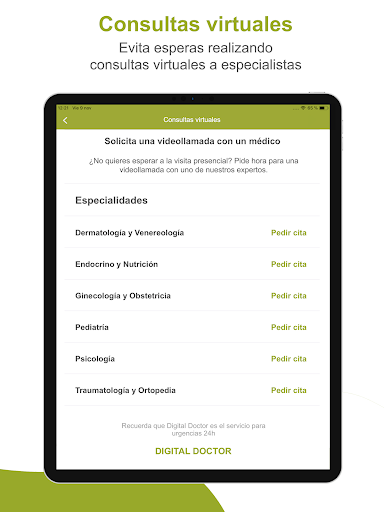 Consultas virtuales
Evita esperas realizando
consultas virtuales a especialistas
Consultas virtuales
Solicita una videollamada con un médico
¿No quieres esperar a la visita presencial? Pide hora para una
videollamada con uno de nuestros expertos.
Especialidades
Dermatología y Venereología Pedir cita
Endocrino y Nutrición Pedir cita
Ginecología y Obstetricia Pedir cita
Pediatría Pedir cita
Psicología Pedir cita
Traumatología y Ortopedia Pedir cita
Recuerda que Digital Doctor es el servicio para
urgencias 24h
DIGITAL DOCTOR